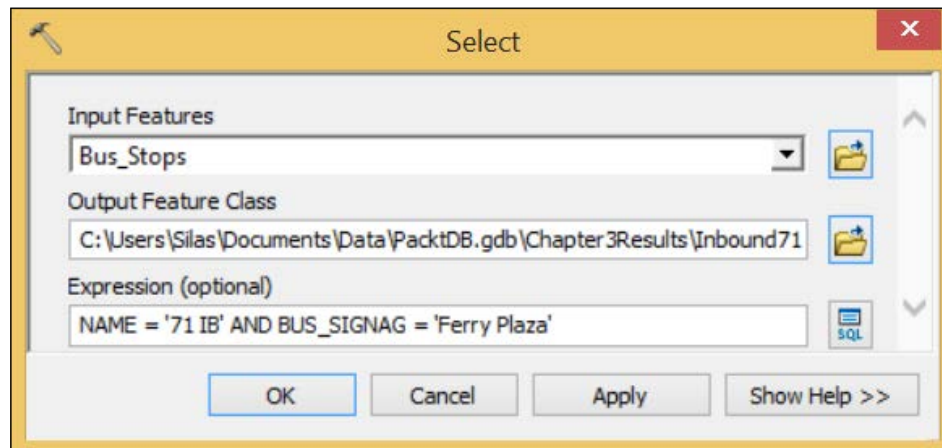 Select
Input Features
Bus_Stops
Output Feature Class
C:\Users\Silas\Documents\Data\PacktDB.gdb\Chapter3Results\Inbound71
Expression (optional)
NAME = '71 IB' AND BUS_SIGNAG = 'Ferry Plaza'
SQL
OK Cancel Apply Show Help >>